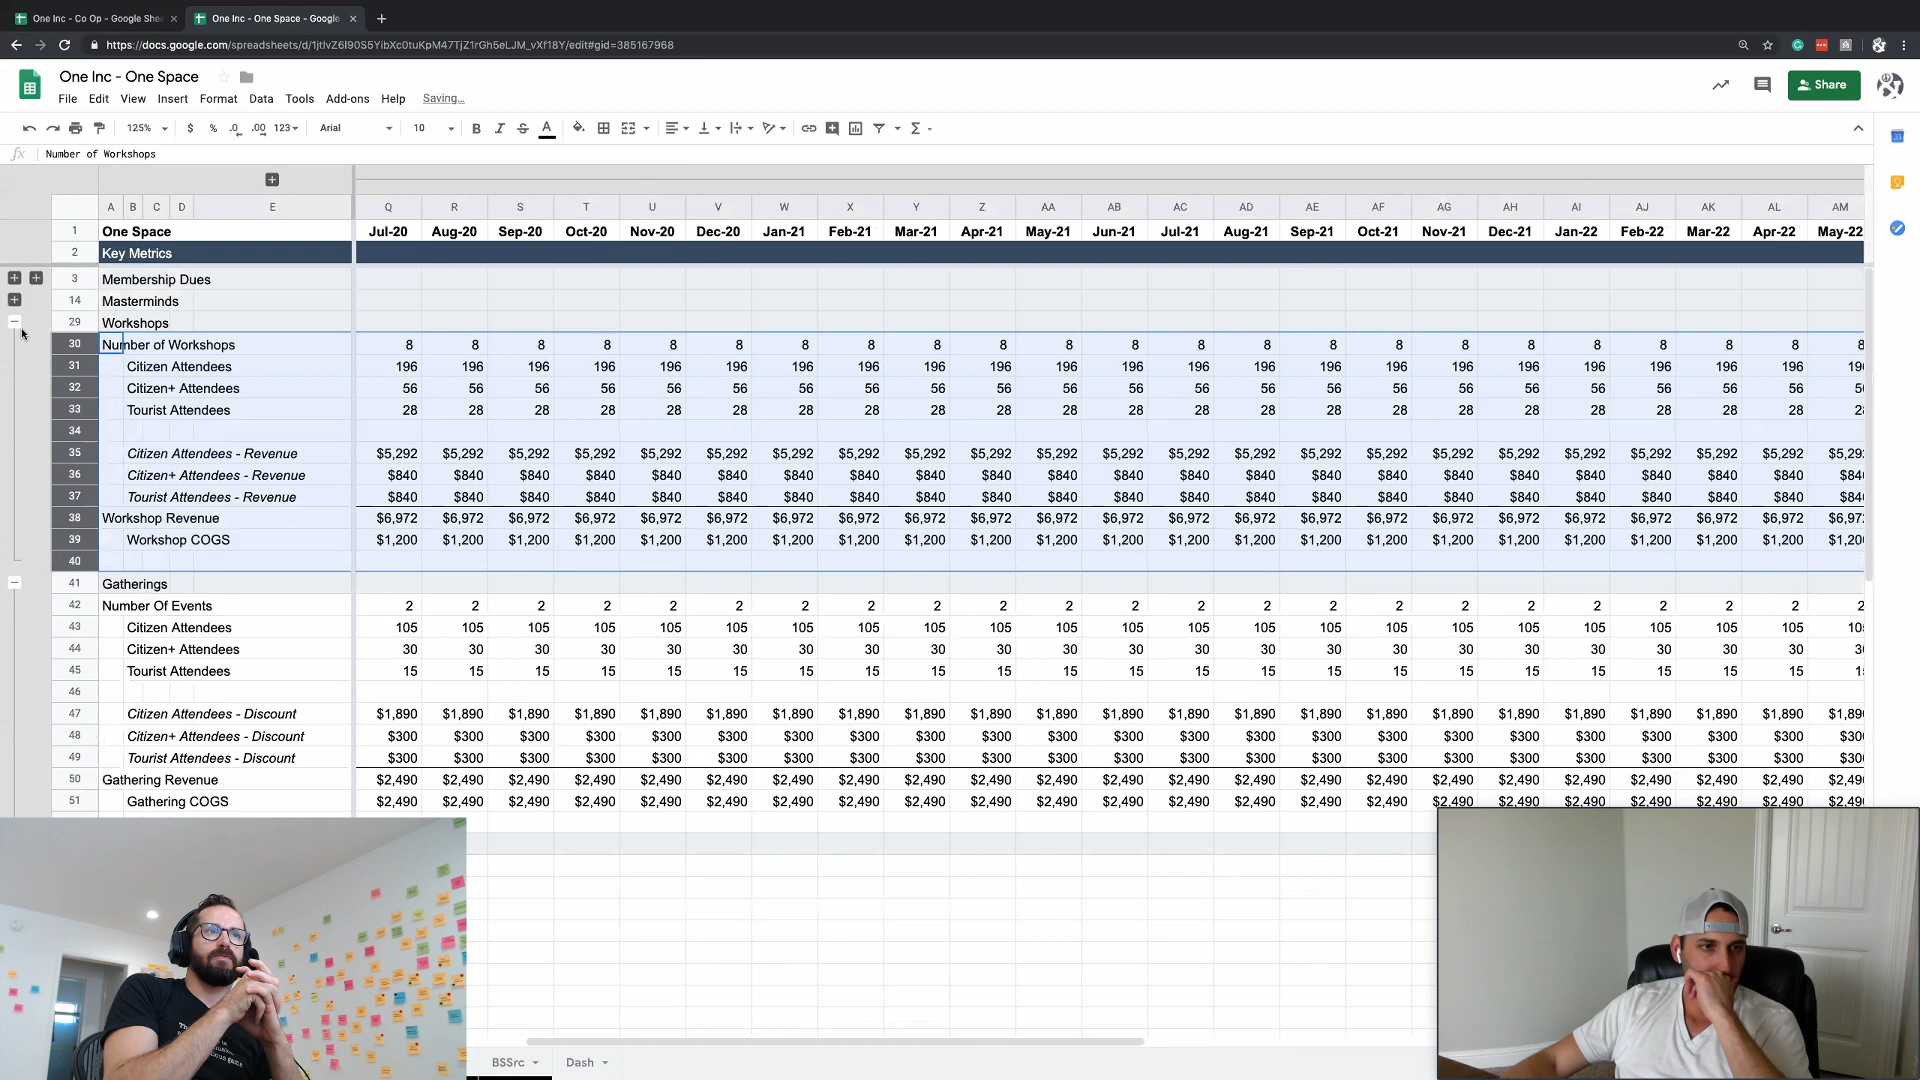 One Inc - Co Op - Google She
One Inc - One Space - Google
https://docs.google.com/spreadsheets/d/1jtIvZ6I90S5YibXc0tuKpM47TjZ1rGh5eLJM_vXf18Y/edit#gid=385167968
One Inc - One Space
File Edit View Insert Format Data Tools Add-ons Help Saving...
Share
125% $ % .0 .00 123 Arial 10 B I S A
fx Number of Workshops
A B C D E Q R S T U V W X Y Z AA AB AC AD AE AF AG AH AI AJ AK AL AM
1 One Space Jul-20 Aug-20 Sep-20 Oct-20 Nov-20 Dec-20 Jan-21 Feb-21 Mar-21 Apr-21 May-21 Jun-21 Jul-21 Aug-21 Sep-21 Oct-21 Nov-21 Dec-21 Jan-22 Feb-22 Mar-22 Apr-22 May-22
2 Key Metrics
3 Membership Dues
14 Masterminds
29 Workshops
30 Number of Workshops 8 8 8 8 8 8 8 8 8 8 8 8 8 8 8 8 8 8 8 8 8 8 8
31 Citizen Attendees 196 196 196 196 196 196 196 196 196 196 196 196 196 196 196 196 196 196 196 196 196 196 196
32 Citizen+ Attendees 56 56 56 56 56 56 56 56 56 56 56 56 56 56 56 56 56 56 56 56 56 56 5
33 Tourist Attendees 28 28 28 28 28 28 28 28 28 28 28 28 28 28 28 28 28 28 28 28 28 28 2
34
35 Citizen Attendees - Revenue $5,292 $5,292 $5,292 $5,292 $5,292 $5,292 $5,292 $5,292 $5,292 $5,292 $5,292 $5,292 $5,292 $5,292 $5,292 $5,292 $5,292 $5,292 $5,292 $5,292 $5,292 $5,292 $5,29
36 Citizen+ Attendees - Revenue $840 $840 $840 $840 $840 $840 $840 $840 $840 $840 $840 $840 $840 $840 $840 $840 $840 $840 $840 $840 $840 $840 $840
37 Tourist Attendees - Revenue $840 $840 $840 $840 $840 $840 $840 $840 $840 $840 $840 $840 $840 $840 $840 $840 $840 $840 $840 $840 $840 $840 $840
38 Workshop Revenue $6,972 $6,972 $6,972 $6,972 $6,972 $6,972 $6,972 $6,972 $6,972 $6,972 $6,972 $6,972 $6,972 $6,972 $6,972 $6,972 $6,972 $6,972 $6,972 $6,972 $6,972 $6,972 $6,97
39 Workshop COGS $1,200 $1,200 $1,200 $1,200 $1,200 $1,200 $1,200 $1,200 $1,200 $1,200 $1,200 $1,200 $1,200 $1,200 $1,200 $1,200 $1,200 $1,200 $1,200 $1,200 $1,200 $1,200 $1,20
40
41 Gatherings
42 Number Of Events 2 2 2 2 2 2 2 2 2 2 2 2 2 2 2 2 2 2 2 2 2 2 2
43 Citizen Attendees 105 105 105 105 105 105 105 105 105 105 105 105 105 105 105 105 105 105 105 105 105 105 10
44 Citizen+ Attendees 30 30 30 30 30 30 30 30 30 30 30 30 30 30 30 30 30 30 30 30 30 30 3
45 Tourist Attendees 15 15 15 15 15 15 15 15 15 15 15 15 15 15 15 15 15 15 15 15 15 15 1
46
47 Citizen Attendees - Discount $1,890 $1,890 $1,890 $1,890 $1,890 $1,890 $1,890 $1,890 $1,890 $1,890 $1,890 $1,890 $1,890 $1,890 $1,890 $1,890 $1,890 $1,890 $1,890 $1,890 $1,890 $1,890 $1,89
48 Citizen+ Attendees - Discount $300 $300 $300 $300 $300 $300 $300 $300 $300 $300 $300 $300 $300 $300 $300 $300 $300 $300 $300 $300 $300 $300 $30
49 Tourist Attendees - Discount $300 $300 $300 $300 $300 $300 $300 $300 $300 $300 $300 $300 $300 $300 $300 $300 $300 $300 $300 $300 $300 $300 $30
50 Gathering Revenue $2,490 $2,490 $2,490 $2,490 $2,490 $2,490 $2,490 $2,490 $2,490 $2,490 $2,490 $2,490 $2,490 $2,490 $2,490 $2,490 $2,490 $2,490 $2,490 $2,490 $2,490 $2,490 $2,49
51 Gathering COGS $2,490 $2,490 $2,490 $2,490 $2,490 $2,490 $2,490 $2,490 $2,490 $2,490 $2,490 $2,490 $2,490 $2,490 $2,490 $2,490 $2,490 $2,490 $2,490 $2,490 $2,490 $2,490 $2,49
BSSrc Dash